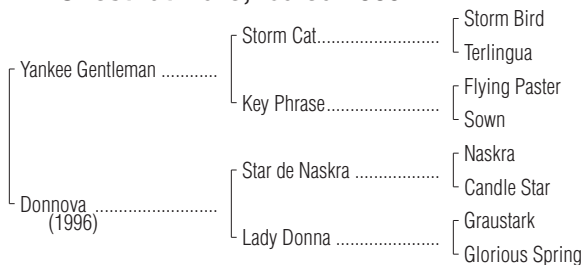 Storm Bird
Storm Cat..............................
Terlingua
Yankee Gentleman ............
Flying Paster
Key Phrase............................
Sown
Naskra
Star de Naskra .....................
Candle Star
Donnova ..........................
(1996)
Graustark
Lady Donna ..........................
Glorious Spring